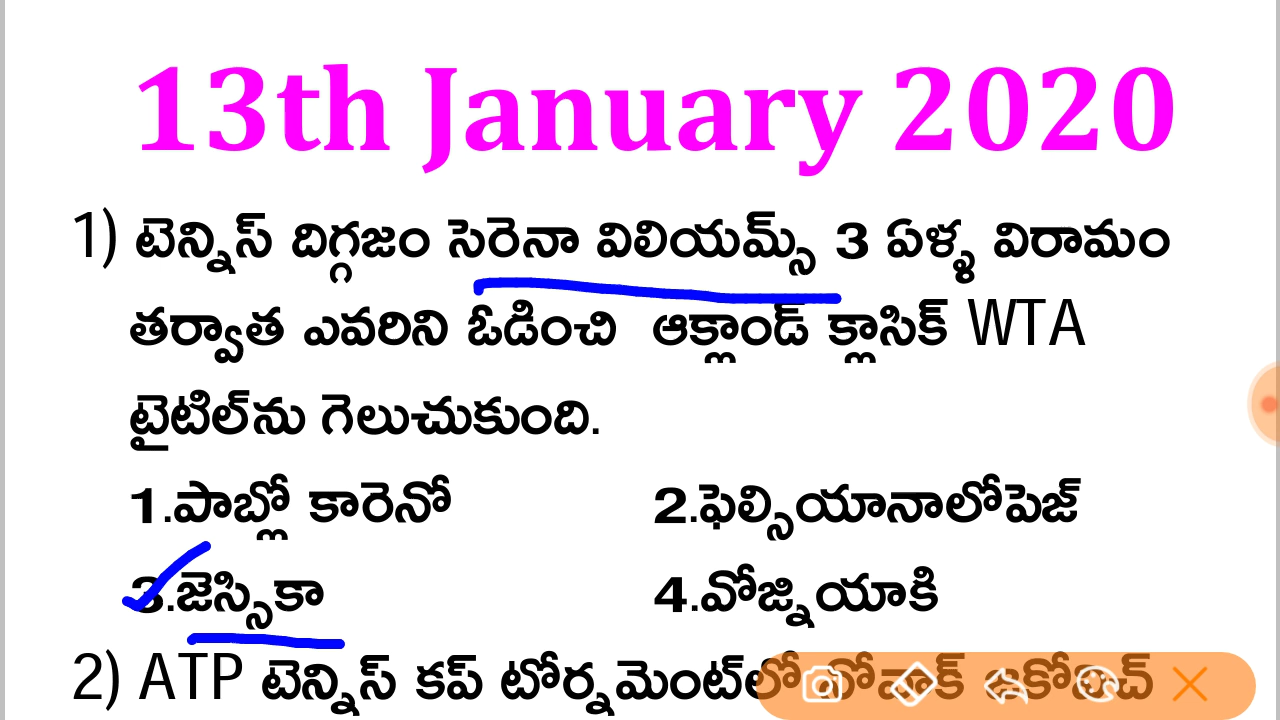 13th January 2020
1) టెన్నిస్ దిగ్గజం సెరెనా విలియమ్స్ 3 ఏళ్ళ విరామం
తర్వాత ఎవరిని ఓడించి ఆక్లాండ్ క్లాసిక్ WTA
టైటిల్‌ను గెలుచుకుంది.
1.పాబ్లో కారెనో 2.ఫెల్సియానాలోపెజ్
3.జెస్సికా 4.వోజ్నియాకి
2) ATP టెన్నిస్ కప్ టోర్నమెంట్‌లో